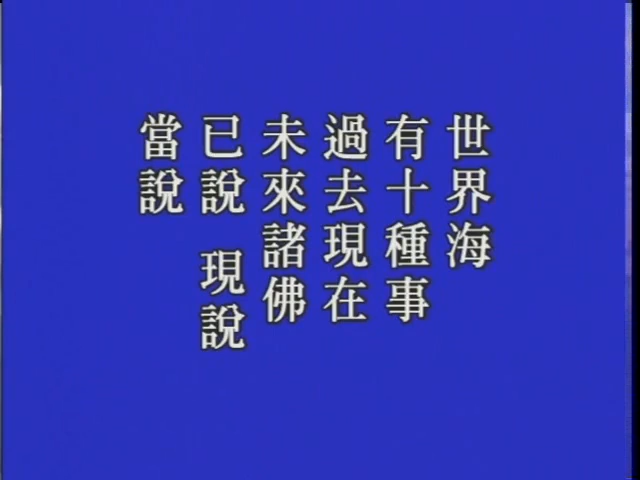 世界海
有十種事
過去現在
未來諸佛
已說 現說
當說